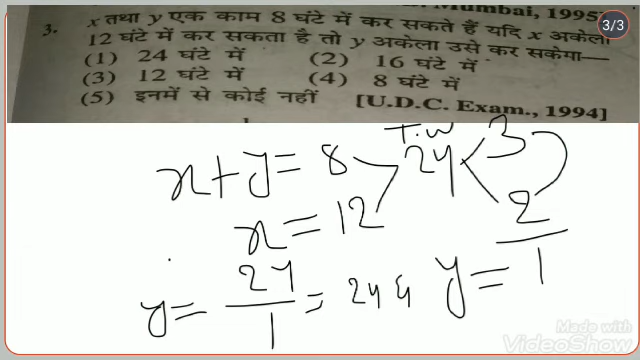 Mumbai, 1995]
3/3
3. x तथा y एक काम 8 घंटे में कर सकते हैं यदि x अकेला
12 घंटे में कर सकता है तो y अकेला उसे कर सकेगा—
(1) 24 घंटे में (2) 16 घंटे में
(3) 12 घंटे में (4) 8 घंटे में
(5) इनमें से कोई नहीं [U.D.C. Exam., 1994]
T.W
x+y=8 24 3
x=12 2
y=24/1=24 घं y=1
Made with
VideoShow